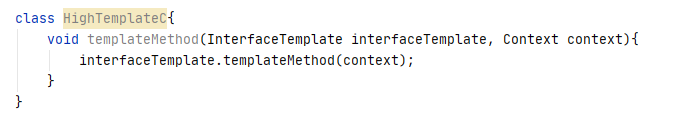 class HighTemplateC{
    void templateMethod(InterfaceTemplate interfaceTemplate, Context context){
        interfaceTemplate.templateMethod(context);
    }
}